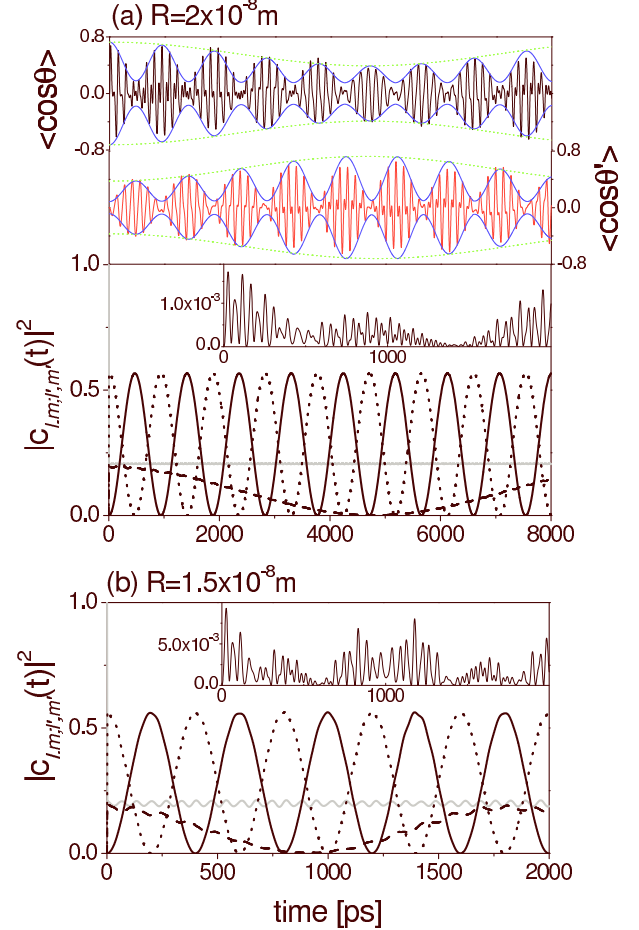 (a) R=2x10⁻⁸m
0.8
0.0
-0.8
<cosθ>
0.8
0.0
-0.8
<cosθ'>
1.0
0.5
0.0
|c_{l,m;l',m'}(t)|²
1.0x10⁻³
0.0
0 1000
0 2000 4000 6000 8000
(b) R=1.5x10⁻⁸m
1.0
0.5
0.0
|c_{l,m;l',m'}(t)|²
5.0x10⁻³
0.0
0 1000
0 500 1000 1500 2000
time [ps]